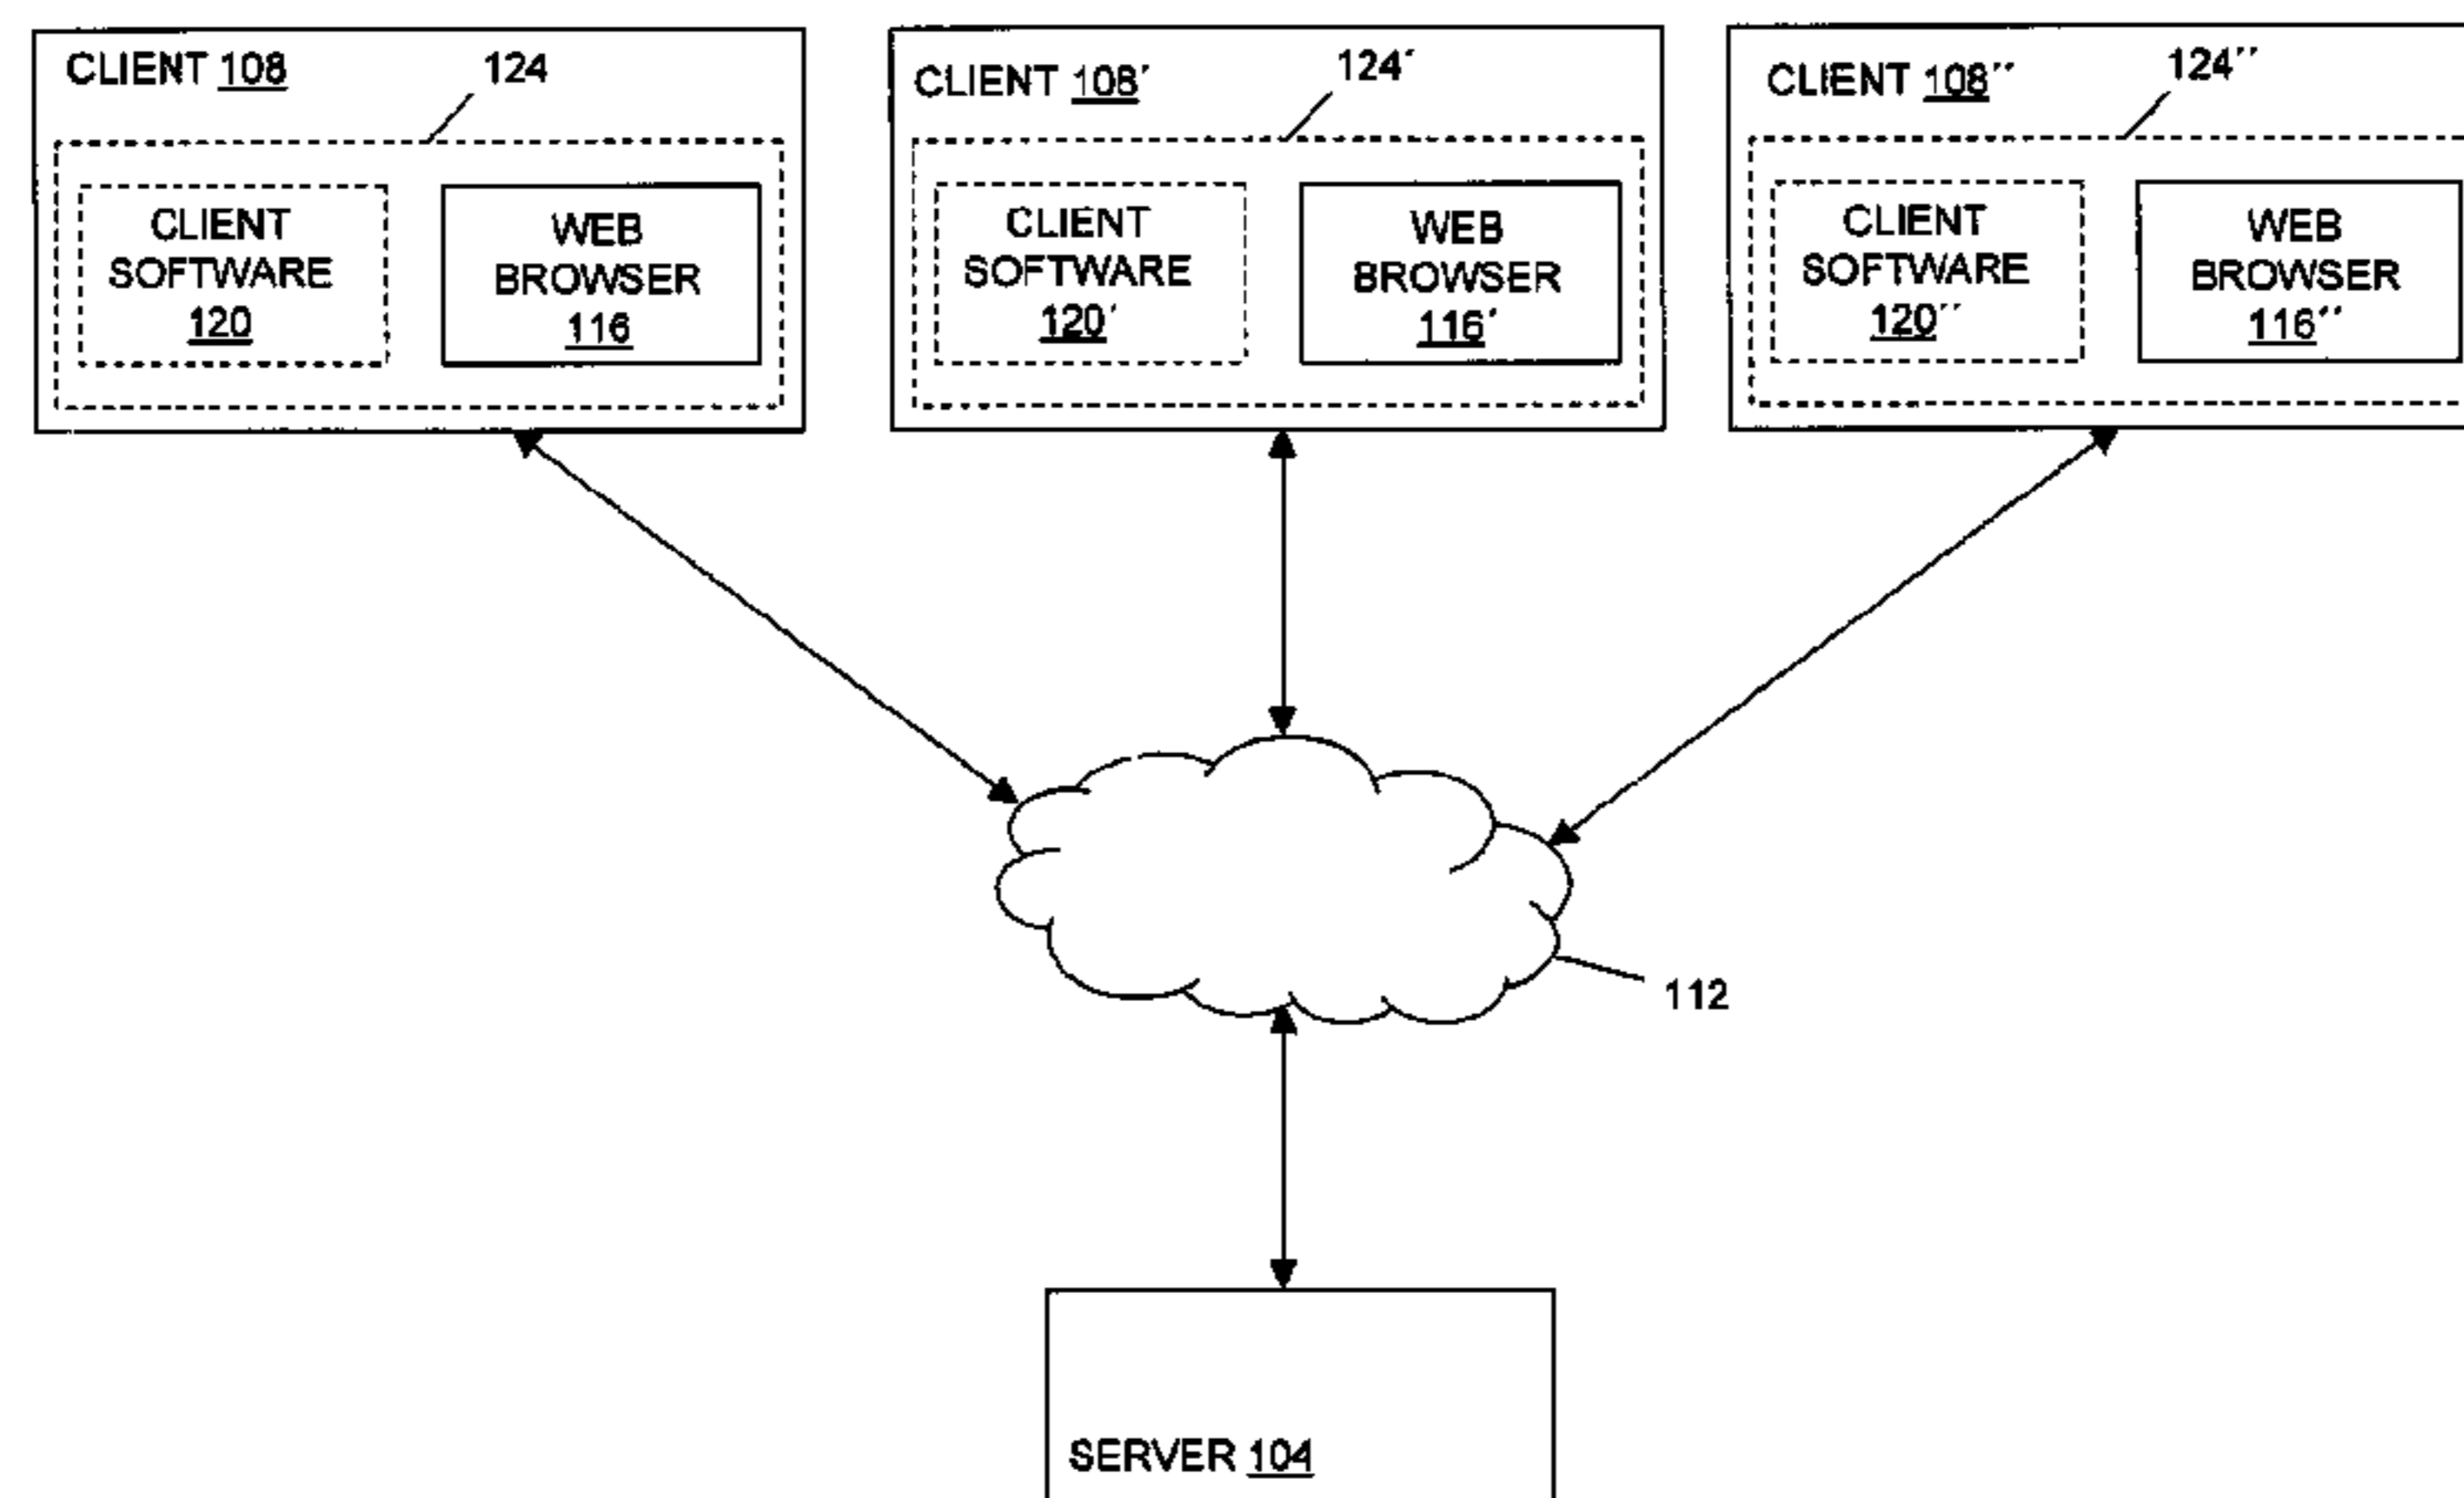 CLIENT 108
124
CLIENT
SOFTWARE
120
WEB
BROWSER
116
CLIENT 108´
124´
CLIENT
SOFTWARE
120´
WEB
BROWSER
116´
CLIENT 108´´
124´´
CLIENT
SOFTWARE
120´´
WEB
BROWSER
116´´
112
SERVER 104